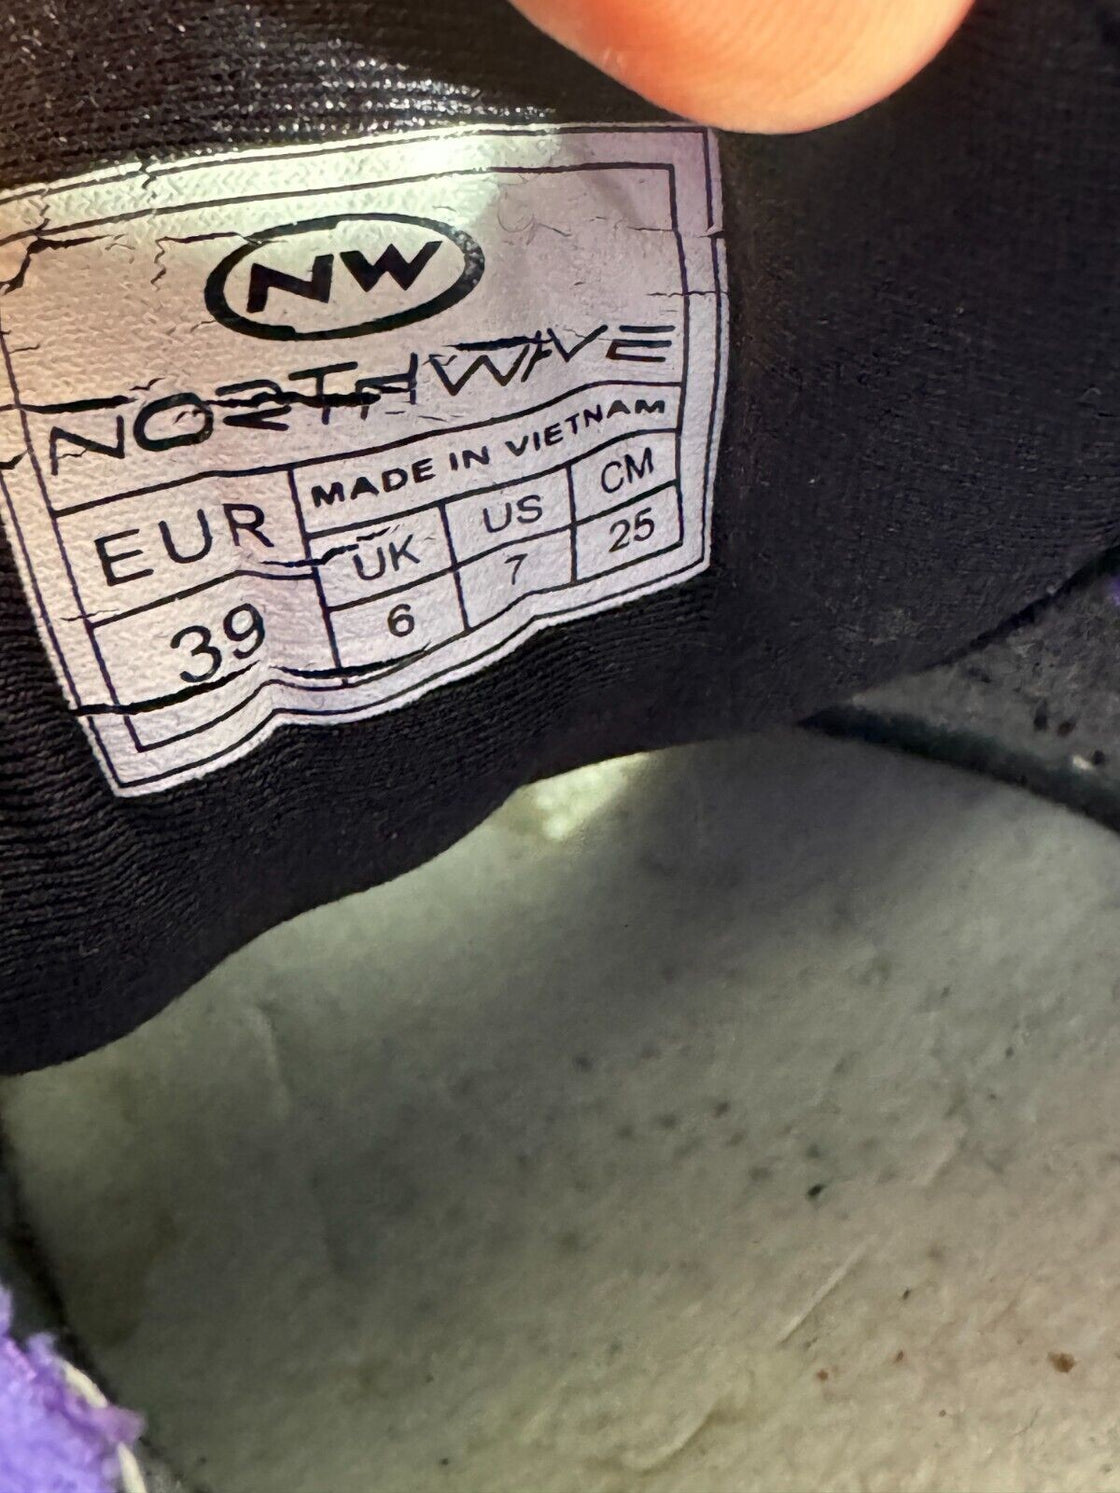 NW
NORTHWAVE
MADE IN VIETNAM
EUR UK US CM
39 6 7 25